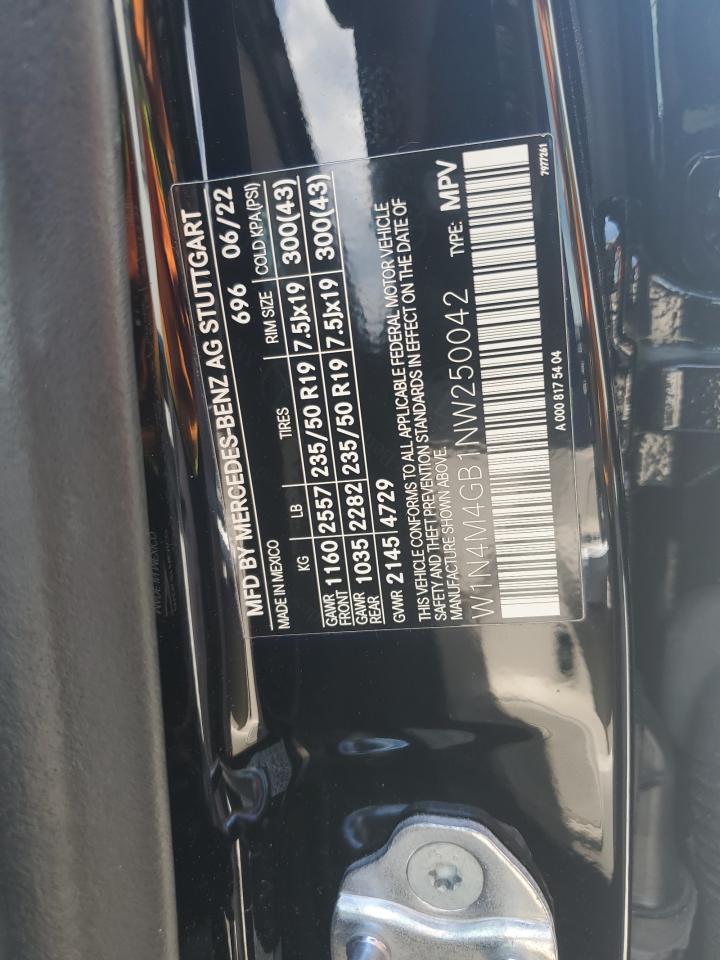 MFD BY MERCEDES-BENZ AG STUTTGART
MADE IN MEXICO 696 06/22
KG LB TIRES RIM SIZE COLD KPA(PSI)
GAWR FRONT 1160 2557 235/50 R19 7.5Jx19 300(43)
GAWR REAR 1035 2282 235/50 R19 7.5Jx19 300(43)
GVWR 2145 4729
THIS VEHICLE CONFORMS TO ALL APPLICABLE FEDERAL MOTOR VEHICLE
SAFETY AND THEFT PREVENTION STANDARDS IN EFFECT ON THE DATE OF
MANUFACTURE SHOWN ABOVE.
W1N4M4GB1NW250042 TYPE: MPV
A 000 817 54 04 7977261